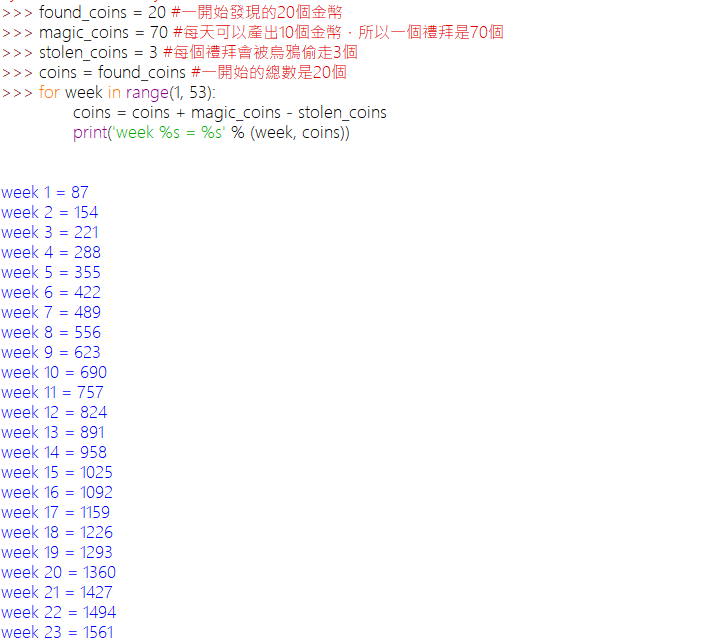 >>> found_coins = 20 #一開始發現的20個金幣
>>> magic_coins = 70 #每天可以產出10個金幣，所以一個禮拜是70個
>>> stolen_coins = 3 #每個禮拜會被烏鴉偷走3個
>>> coins = found_coins #一開始的總數是20個
>>> for week in range(1, 53):
coins = coins + magic_coins - stolen_coins
print('week %s = %s' % (week, coins))
week 1 = 87
week 2 = 154
week 3 = 221
week 4 = 288
week 5 = 355
week 6 = 422
week 7 = 489
week 8 = 556
week 9 = 623
week 10 = 690
week 11 = 757
week 12 = 824
week 13 = 891
week 14 = 958
week 15 = 1025
week 16 = 1092
week 17 = 1159
week 18 = 1226
week 19 = 1293
week 20 = 1360
week 21 = 1427
week 22 = 1494
week 23 = 1561